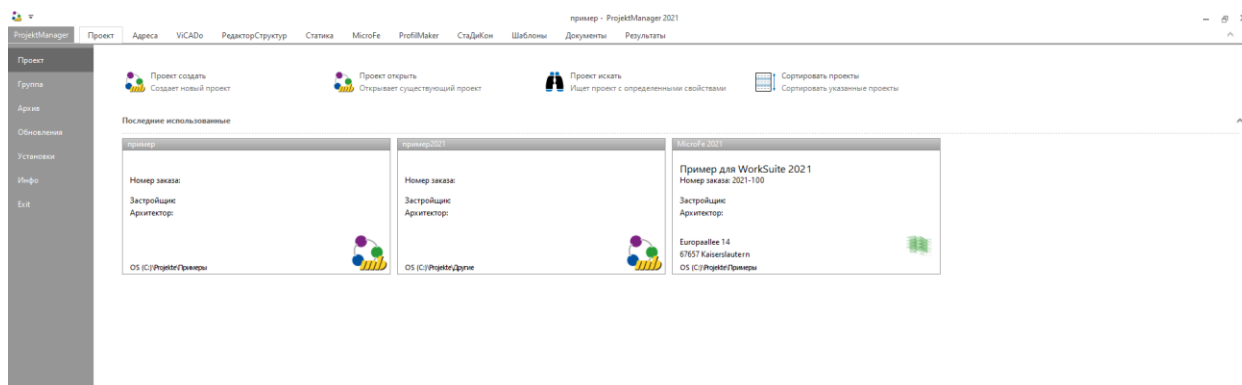 пример - ProjektManager 2021
ProjektManager Проект Адреса ViCADo РедакторСтруктур Статика MicroFe ProfilMaker СтаДиКон Шаблоны Документы Результаты
Проект
Группа
Архив
Обновления
Установки
Инфо
Exit
Проект создать
Создает новый проект
Проект открыть
Открывает существующий проект
Проект искать
Ищет проект с определенными свойствами
Сортировать проекты
Сортировать указанные проекты
Последние использованные
пример
Номер заказа:
Застройщик:
Архитектор:
OS (C:)\Projekte\Примеры
mb
пример2021
Номер заказа:
Застройщик:
Архитектор:
OS (C:)\Projekte\Другие
mb
MicroFe 2021
Пример для WorkSuite 2021
Номер заказа: 2021-100
Застройщик:
Архитектор:
Europaallee 14
67657 Kaiserslautern
OS (C:)\Projekte\Примеры